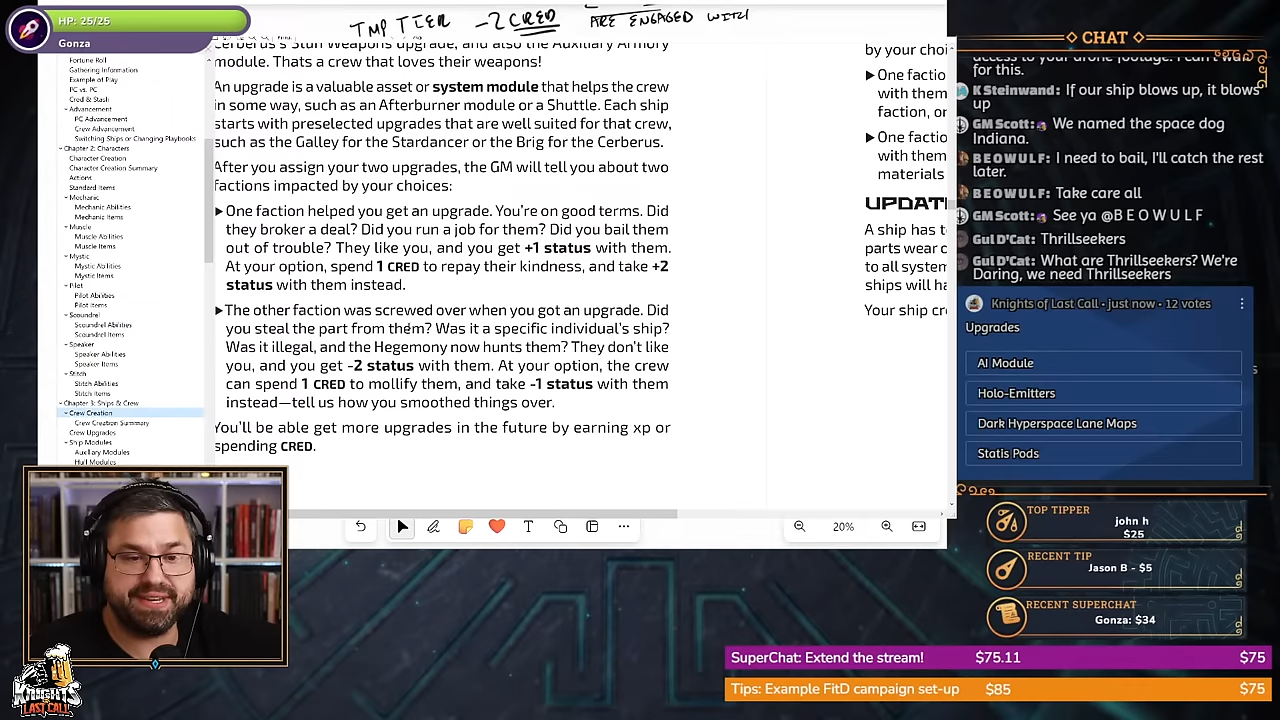 HP: 25/25
Gonza
TMP TIER -2 CRED ARE ENGAGED WITH
Fortune Roll
Gathering Information
Example of Play
PC vs. PC
Cred & Stash
Advancement
PC Advancement
Crew Advancement
Switching Ships or Changing Playbooks
Chapter 2: Characters
Character Creation
Character Creation Summary
Actions
Standard Items
Mechanic
Mechanic Abilities
Mechanic Items
Muscle
Muscle Abilities
Muscle Items
Mystic
Mystic Abilities
Mystic Items
Pilot
Pilot Abilities
Pilot Items
Scoundrel
Scoundrel Abilities
Scoundrel Items
Speaker
Speaker Abilities
Speaker Items
Stitch
Stitch Abilities
Stitch Items
Chapter 3: Ships & Crew
Crew Creation
Crew Creation Summary
Crew Upgrades
Ship Modules
Auxiliary Modules
Hull Modules
Cerberus's Stun Weapons upgrade, and also the Auxiliary Armory
module. Thats a crew that loves their weapons!
An upgrade is a valuable asset or system module that helps the crew
in some way, such as an Afterburner module or a Shuttle. Each ship
starts with preselected upgrades that are well suited for that crew,
such as the Galley for the Stardancer or the Brig for the Cerberus.
After you assign your two upgrades, the GM will tell you about two
factions impacted by your choices:
▶ One faction helped you get an upgrade. You're on good terms. Did
they broker a deal? Did you run a job for them? Did you bail them
out of trouble? They like you, and you get +1 status with them.
At your option, spend 1 CRED to repay their kindness, and take +2
status with them instead.
▶ The other faction was screwed over when you got an upgrade. Did
you steal the part from them? Was it a specific individual's ship?
Was it illegal, and the Hegemony now hunts them? They don't like
you, and you get -2 status with them. At your option, the crew
can spend 1 CRED to mollify them, and take -1 status with them
instead—tell us how you smoothed things over.
You'll be able get more upgrades in the future by earning xp or
spending CRED.
by your choi
▶ One factio
with them
faction, or
▶ One factio
with them
materials
UPDAT
A ship has t
parts wear
to all system
ships will ha
Your ship cr
20%
CHAT
access to your drone footage. I can't wait
for this.
K Steinwand: If our ship blows up, it blows
up
GM Scott: We named the space dog
Indiana.
B E O W U L F: I need to bail, I'll catch the rest
later.
B E O W U L F: Take care all
GM Scott: See ya @B E O W U L F
Gul D'Cat: Thrillseekers
Gul D'Cat: What are Thrillseekers? We're
Daring, we need Thrillseekers
Knights of Last Call • just now • 12 votes
Upgrades
AI Module
Holo-Emitters
Dark Hyperspace Lane Maps
Statis Pods
TOP TIPPER
john h
$25
RECENT TIP
Jason B - $5
RECENT SUPERCHAT
Gonza: $34
SuperChat: Extend the stream! $75.11 $75
Tips: Example FitD campaign set-up $85 $75
KNIGHTS
OF LAST CALL